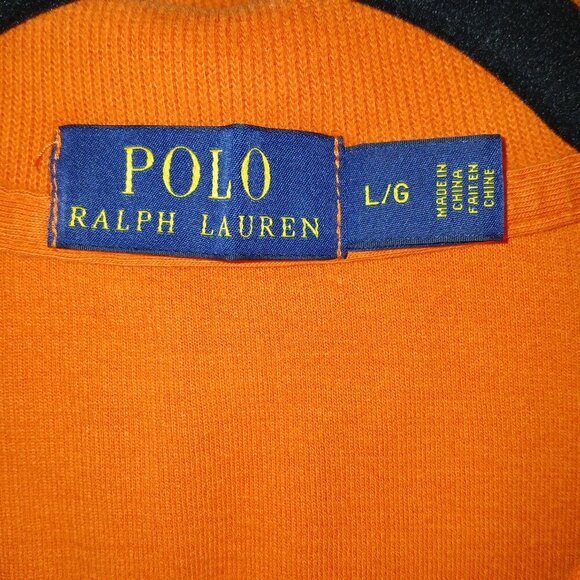 POLO
RALPH LAUREN
L/G
MADE IN
CHINA
FAIT EN
CHINE